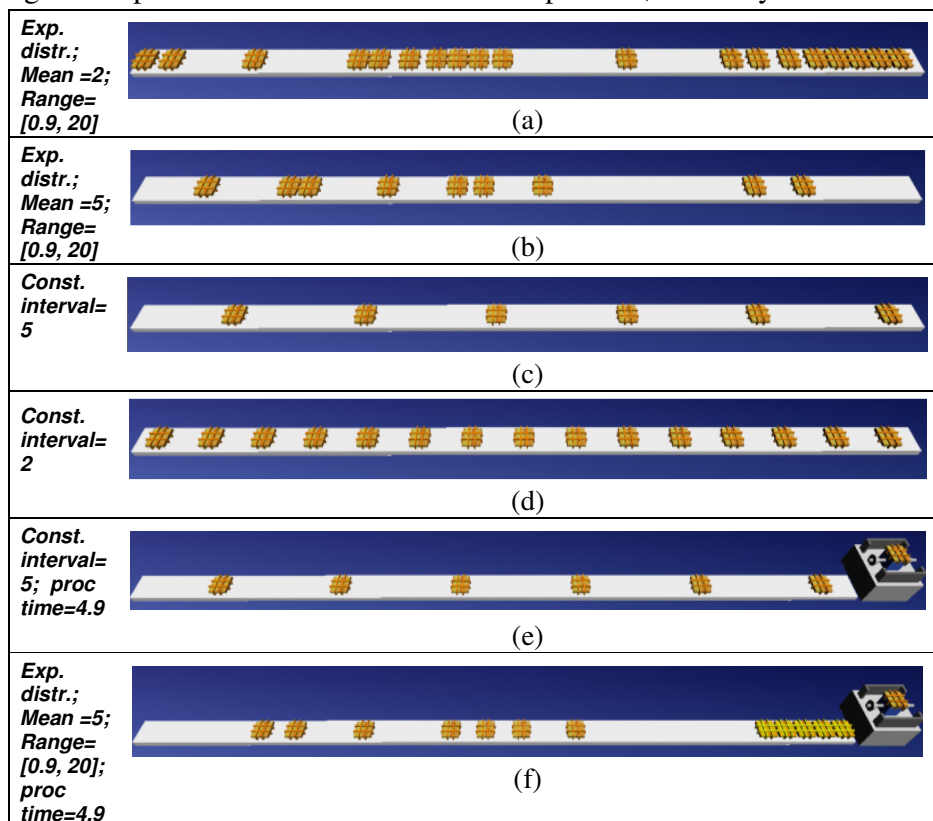 Exp.
distr.;
Mean =2;
Range=
[0.9, 20]
(a)
Exp.
distr.;
Mean =5;
Range=
[0.9, 20]
(b)
Const.
interval=
5
(c)
Const.
interval=
2
(d)
Const.
interval=
5; proc
time=4.9
(e)
Exp.
distr.;
Mean =5;
Range=
[0.9, 20];
proc
time=4.9
(f)